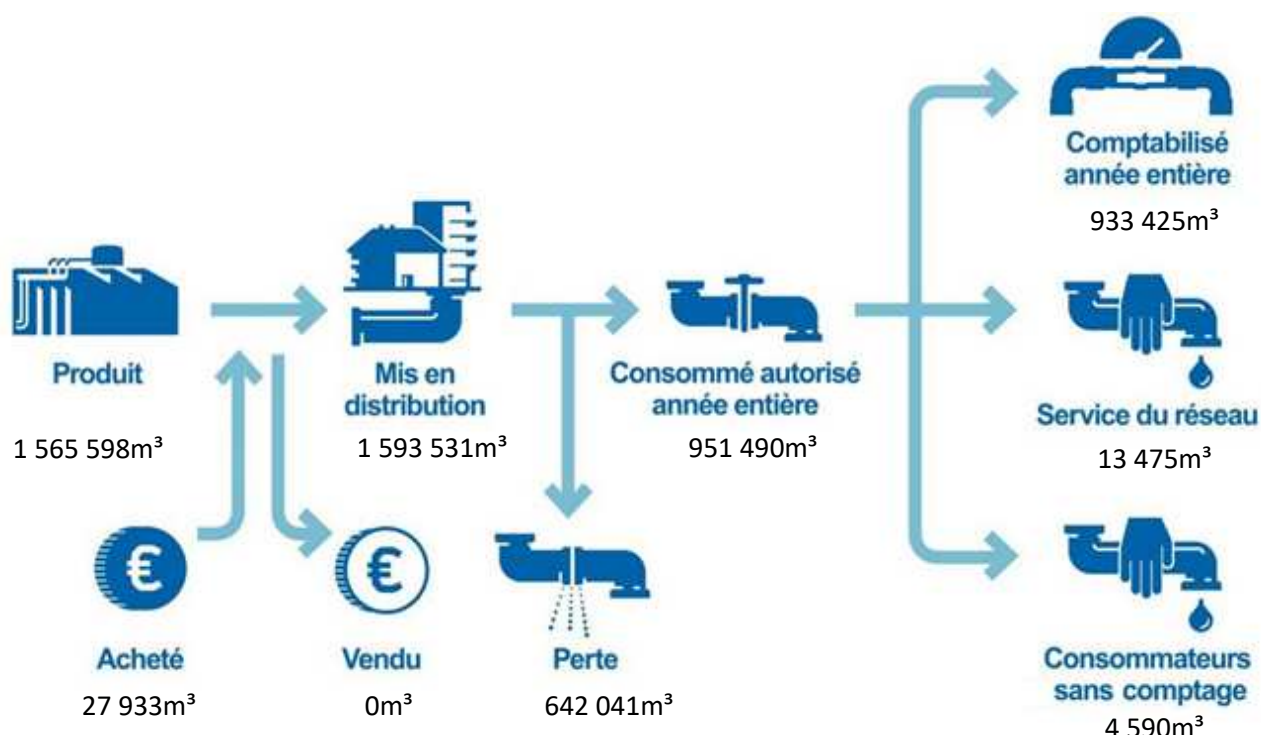 Comptabilisé
année entière
933 425m³
Produit
1 565 598m³
Mis en
distribution
1 593 531m³
Consommé autorisé
année entière
951 490m³
Service du réseau
13 475m³
€
Acheté
27 933m³
€
Vendu
0m³
Perte
642 041m³
Consommateurs
sans comptage
4 590m³